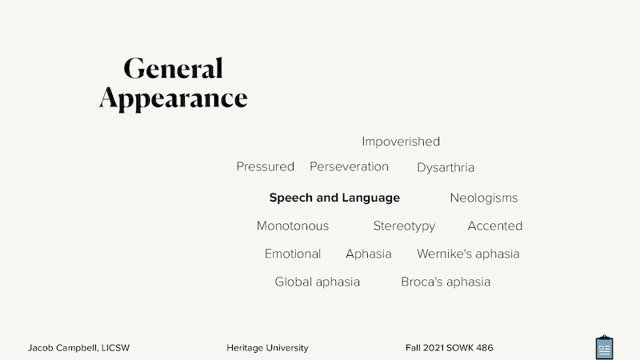 General
Appearance
Impoverished
Pressured Perseveration Dysarthria
Speech and Language Neologisms
Monotonous Stereotypy Accented
Emotional Aphasia Wernike's aphasia
Global aphasia Broca's aphasia
Jacob Campbell, LICSW Heritage University Fall 2021 SOWK 486